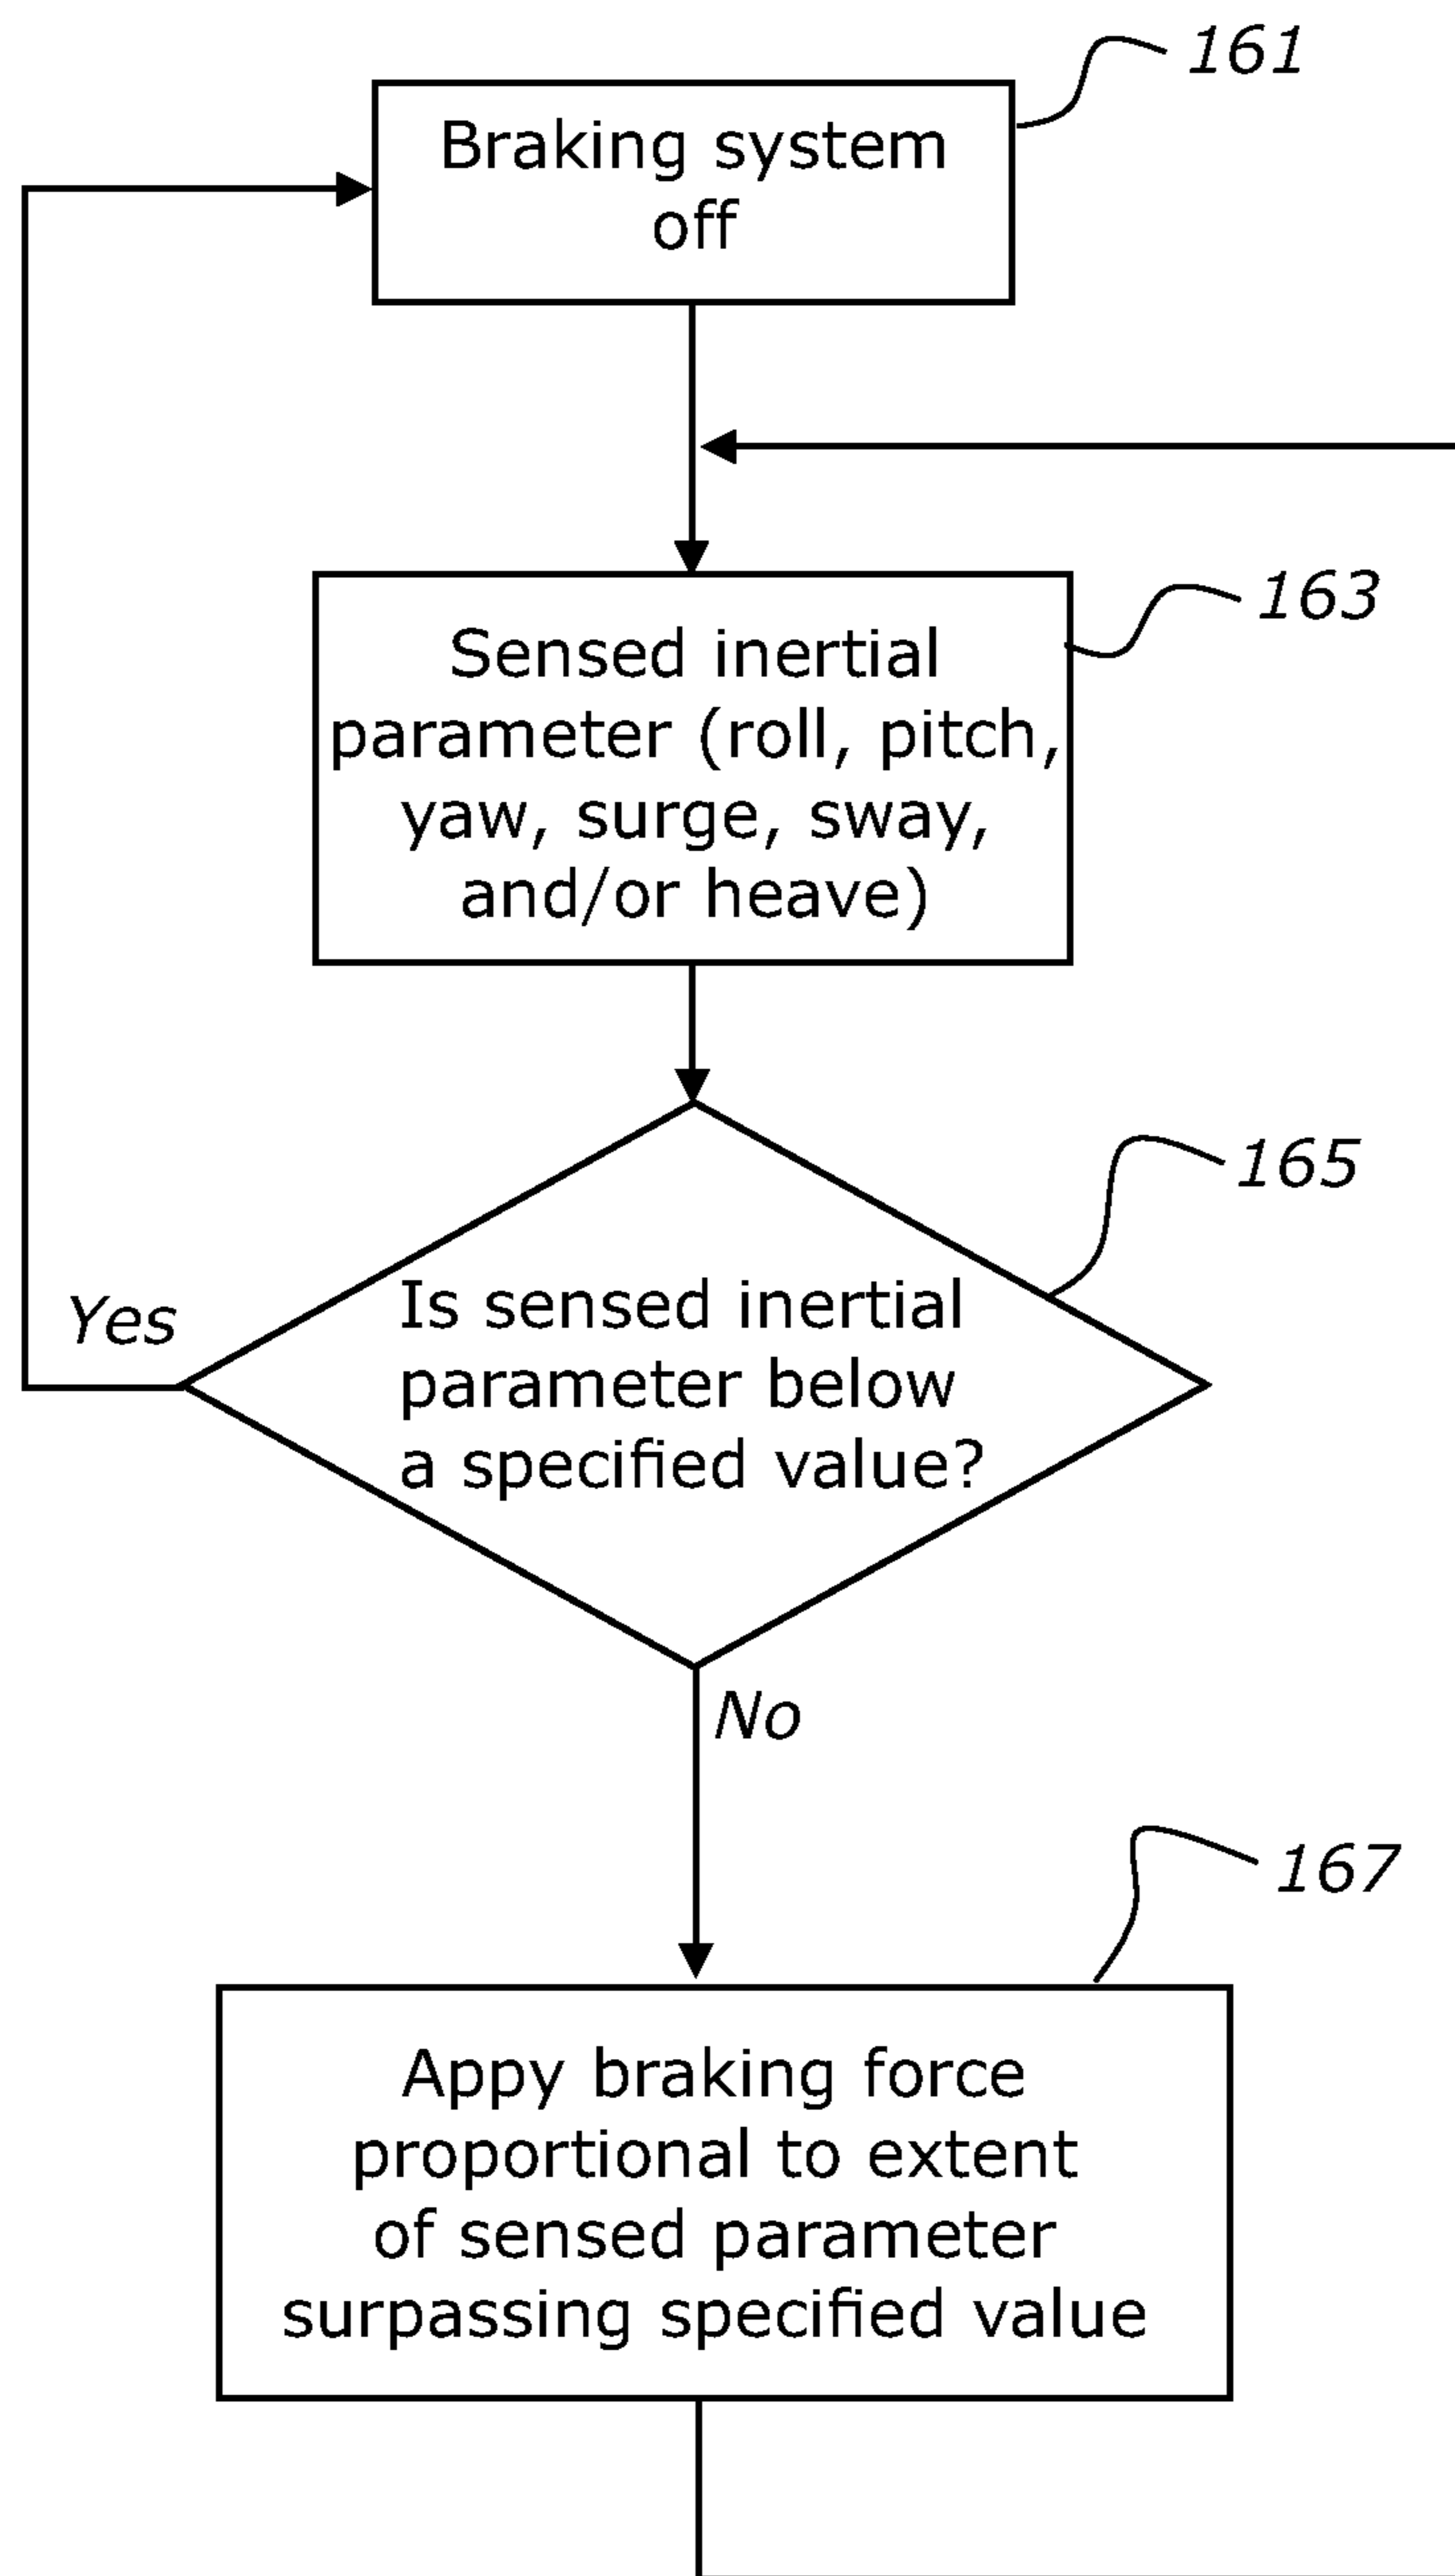 161
Braking system
off
163
Sensed inertial
parameter (roll, pitch,
yaw, surge, sway,
and/or heave)
165
Is sensed inertial
parameter below
a specified value?
Yes
No
167
Appy braking force
proportional to extent
of sensed parameter
surpassing specified value